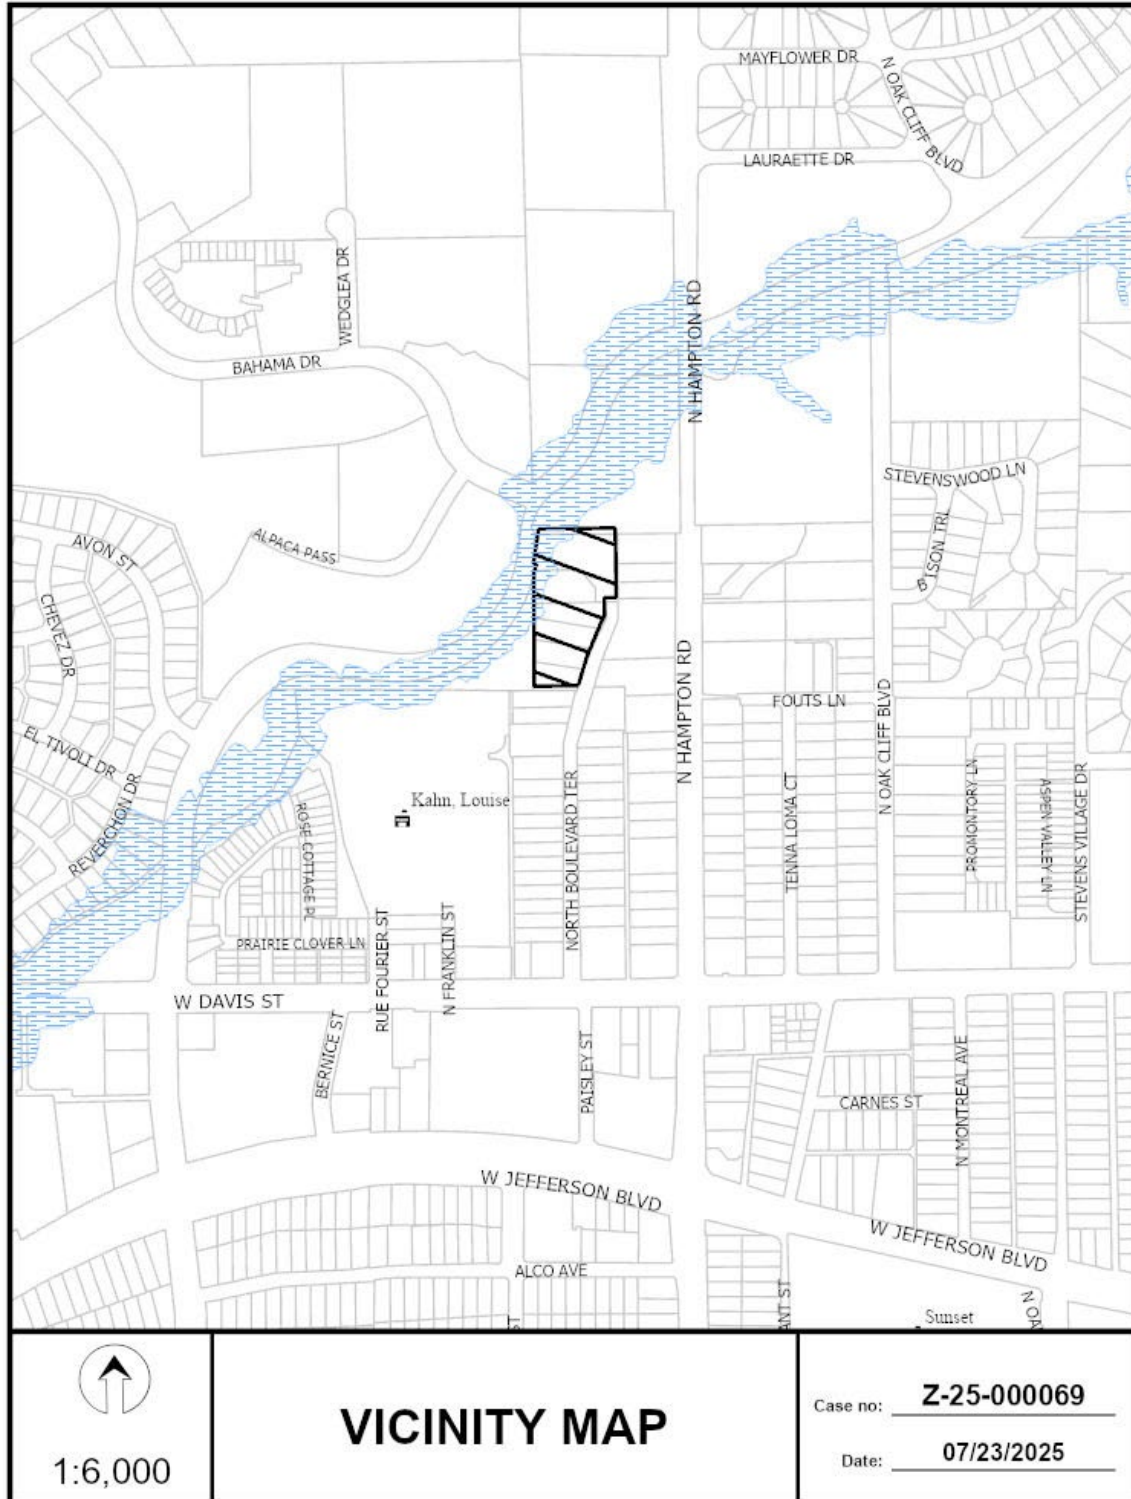 MAYFLOWER DR
N OAK CLIFF BLVD
LAURAETTE DR
WEDGLEA DR
N HAMPTON RD
BAHAMA DR
STEVENSWOOD LN
BISON TRL
AVON ST
ALPACA PASS
CHEVEZ DR
N HAMPTON RD
FOUTS LN
N OAK CLIFF BLVD
EL TIVOLI DR
REVERCHON DR
Kahn, Louise
ROSE COTTAGE PL
NORTH BOULEVARD TER
TENNA LOMA CT
PROMONTORY LN
ASPEN VALLEY LN
STEVENS VILLAGE DR
PRAIRIE CLOVER LN
RUE FOURIER ST
N FRANKLIN ST
W DAVIS ST
BERNICE ST
PAISLEY ST
CARNES ST
N MONTREAL AVE
W JEFFERSON BLVD
W JEFFERSON BLVD
ALCO AVE
ST
ANT ST
Sunset
N OA
1:6,000
VICINITY MAP
Case no: Z-25-000069
Date: 07/23/2025